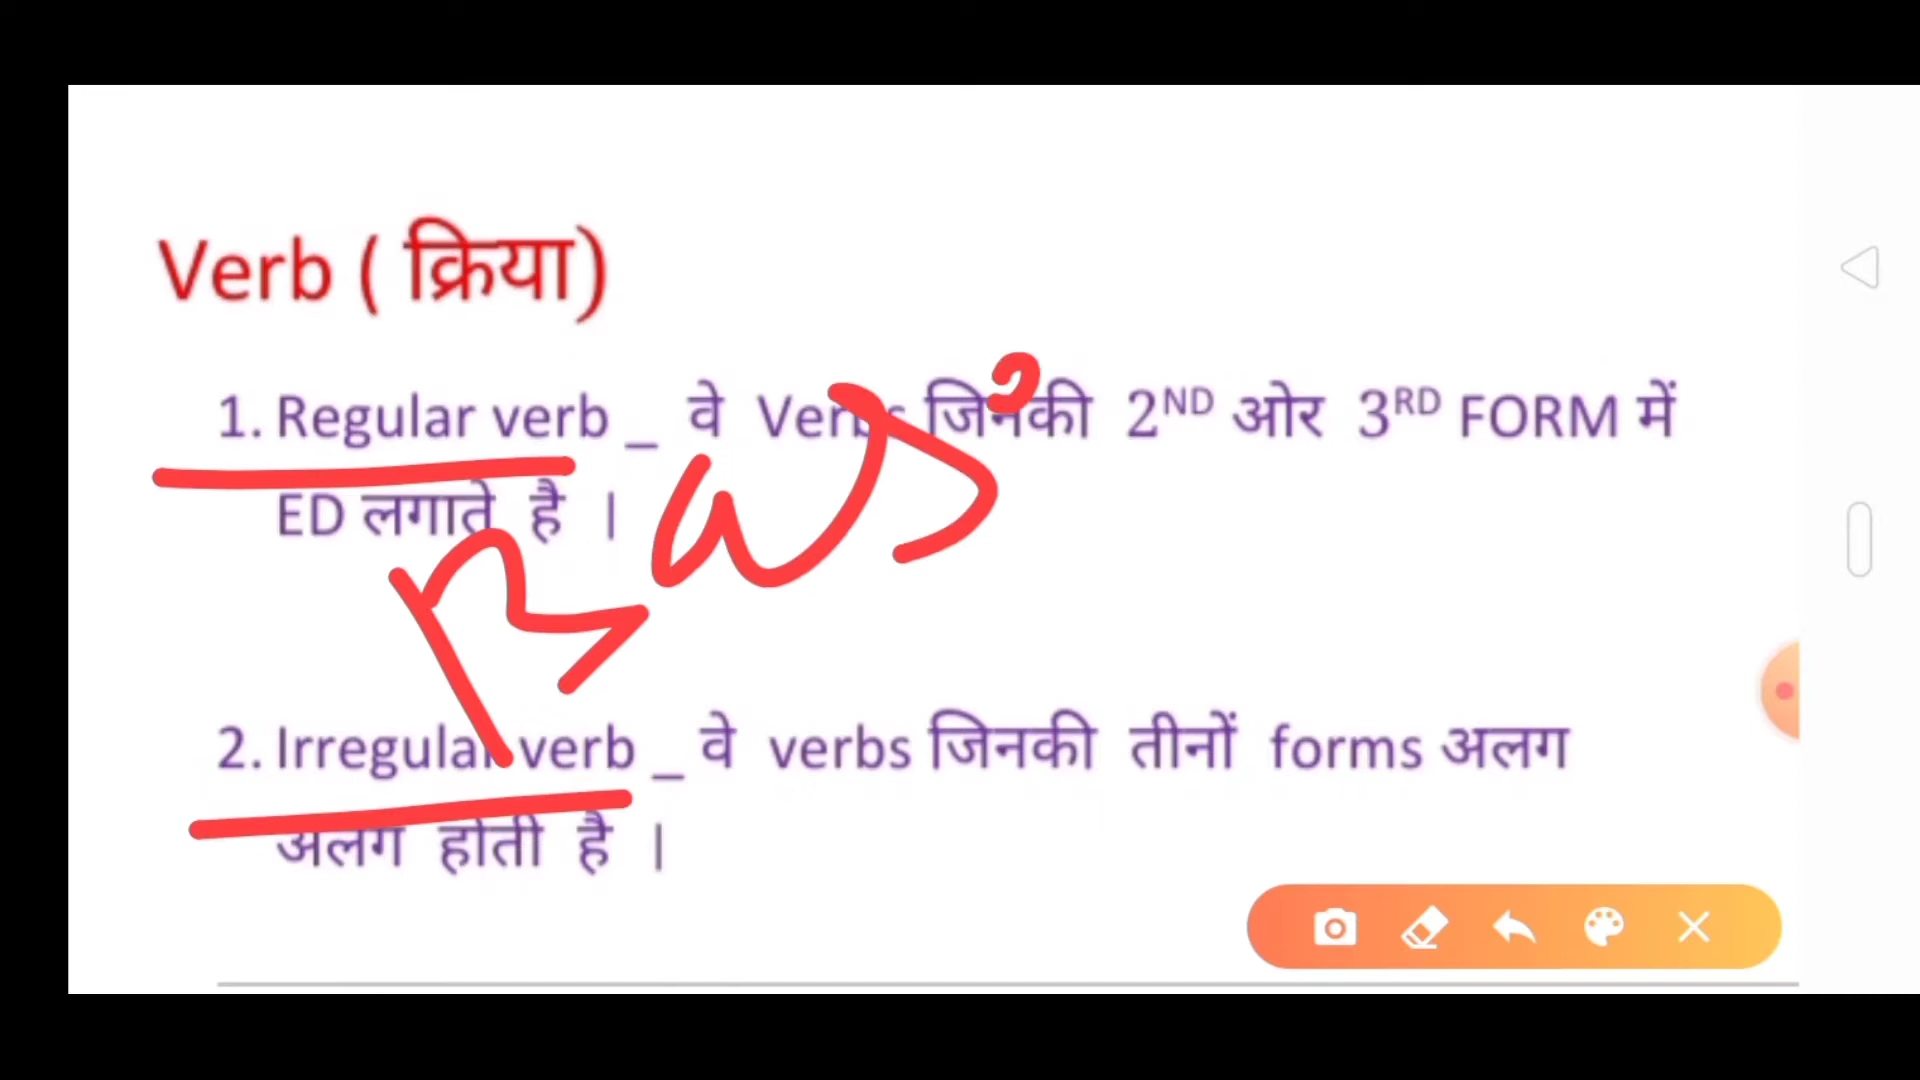 Verb ( क्रिया)
1. Regular verb _ वे Verbs जिनकी 2ND ओर 3RD FORM में
ED लगाते है ।
2. Irregular verb _ वे verbs जिनकी तीनों forms अलग
अलग होती है ।